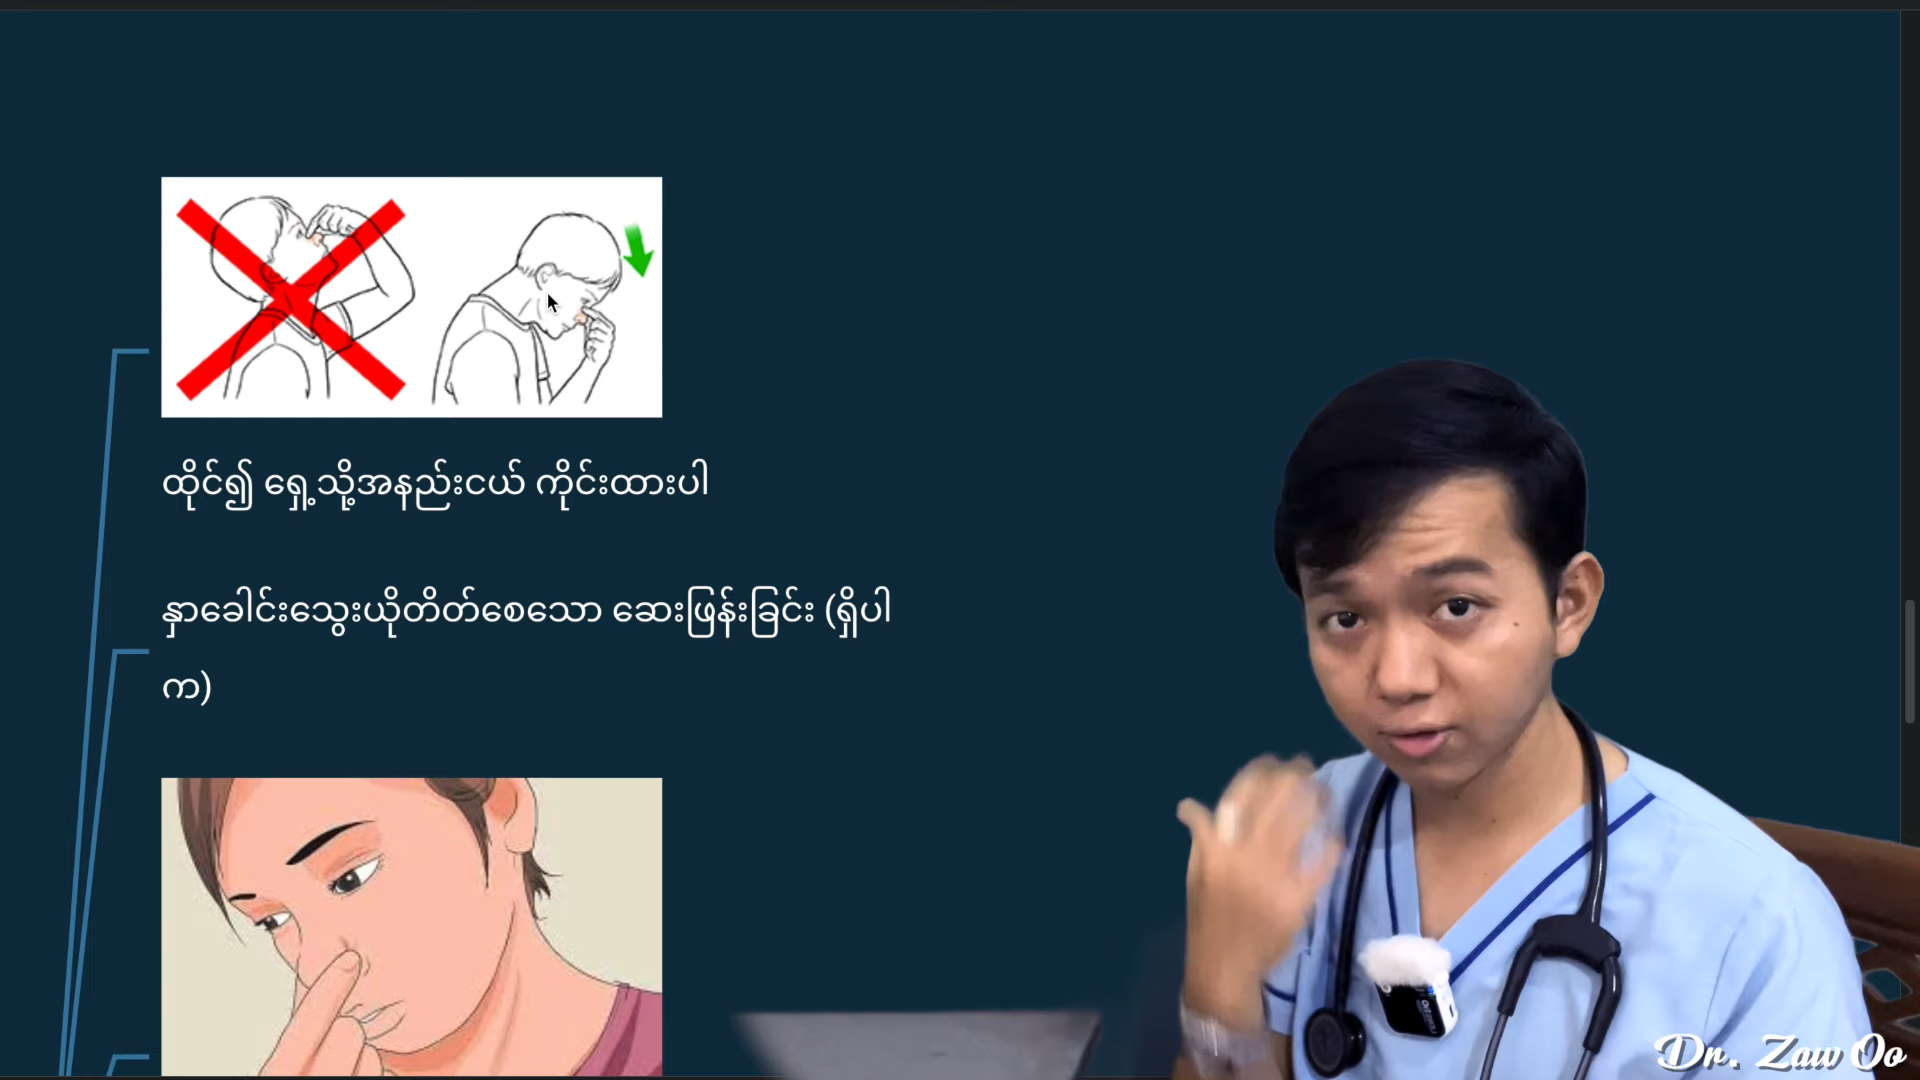 ထိုင်၍ ရှေ့သို့အနည်းငယ် ကိုင်းထားပါ
နှာခေါင်းသွေးယိုတိတ်စေသော ဆေးဖြန်းခြင်း (ရှိပါ
က)
Dr. Zaw Oo